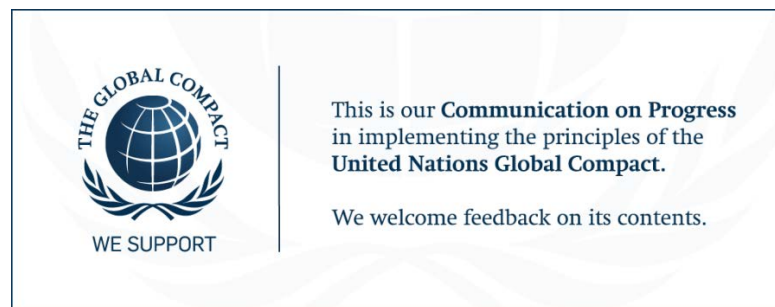 THE GLOBAL COMPACT
WE SUPPORT
This is our Communication on Progress
in implementing the principles of the
United Nations Global Compact.
We welcome feedback on its contents.